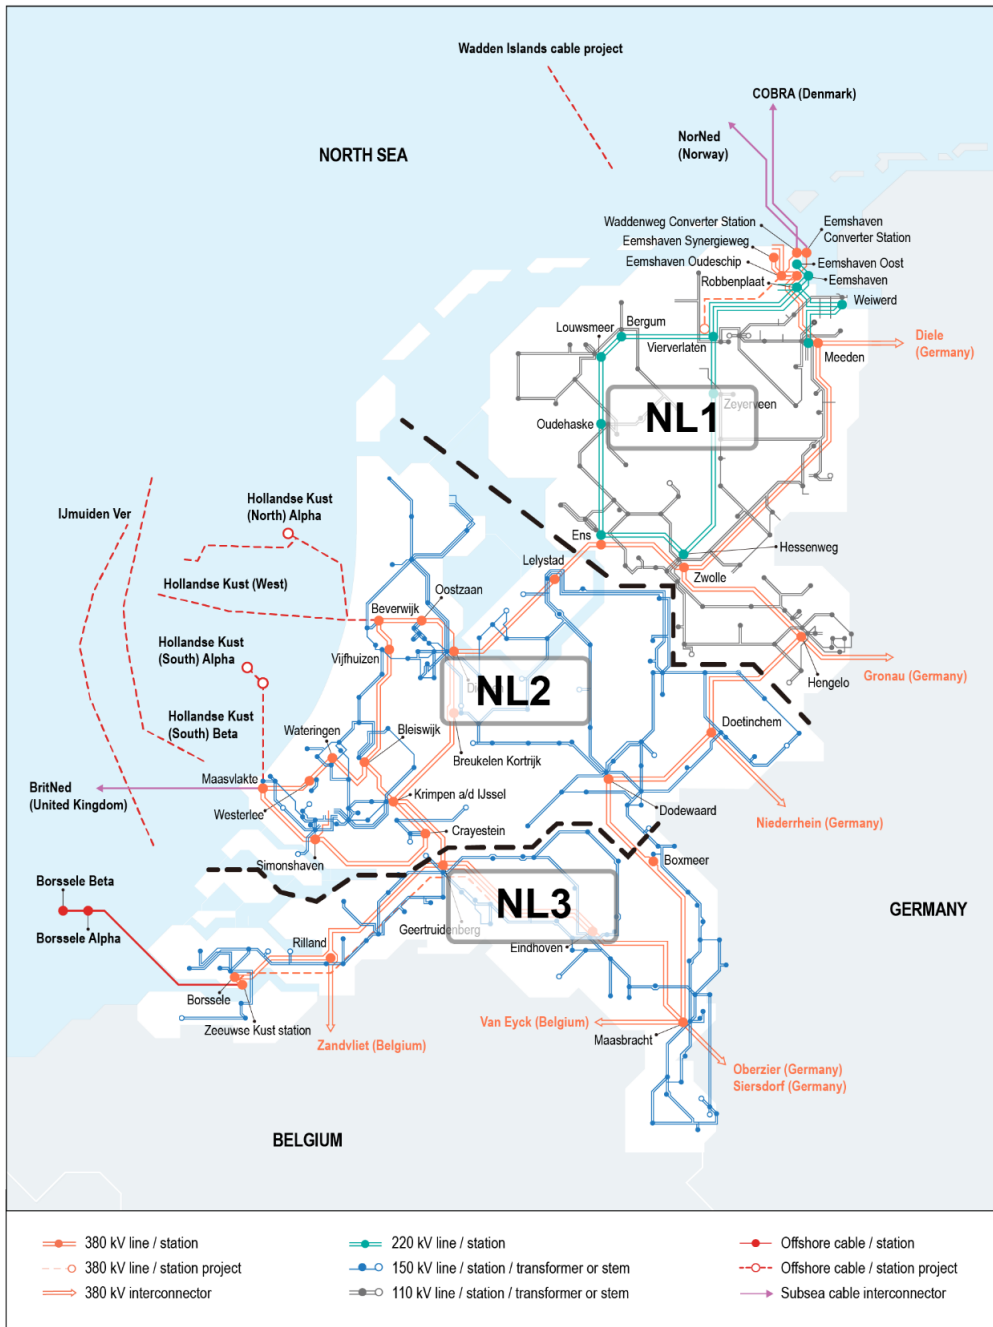 Wadden Islands cable project
COBRA (Denmark)
NorNed
(Norway)
NORTH SEA
Waddenweg Converter Station
Eemshaven
Converter Station
Eemshaven Synergieweg
Eemshaven Oudeschip
Eemshaven Oost
Robbenplaat
Eemshaven
Weiwerd
Bergum
Louwsmeer
Vierverlaten
Meeden
Diele
(Germany)
NL1
Zeyerveen
Oudehaske
IJmuiden Ver
Hollandse Kust
(North) Alpha
Ens
Hessenweg
Lelystad
Zwolle
Hollandse Kust (West)
Oostzaan
Beverwijk
Hollandse Kust
(South) Alpha
Vijfhuizen
Hengelo
Gronau (Germany)
NL2
Hollandse Kust
(South) Beta
Wateringen
Bleiswijk
Doetinchem
Breukelen Kortrijk
Maasvlakte
BritNed
(United Kingdom)
Westerlee
Krimpen a/d IJssel
Dodewaard
Niederrhein (Germany)
Crayestein
Simonshaven
Boxmeer
Borssele Beta
Borssele Alpha
NL3
GERMANY
Geertruidenberg
Rilland
Eindhoven
Borssele
Zeeuwse Kust station
Zandvliet (Belgium)
Van Eyck (Belgium)
Maasbracht
Oberzier (Germany)
Siersdorf (Germany)
BELGIUM
380 kV line / station
380 kV line / station project
380 kV interconnector
220 kV line / station
150 kV line / station / transformer or stem
110 kV line / station / transformer or stem
Offshore cable / station
Offshore cable / station project
Subsea cable interconnector